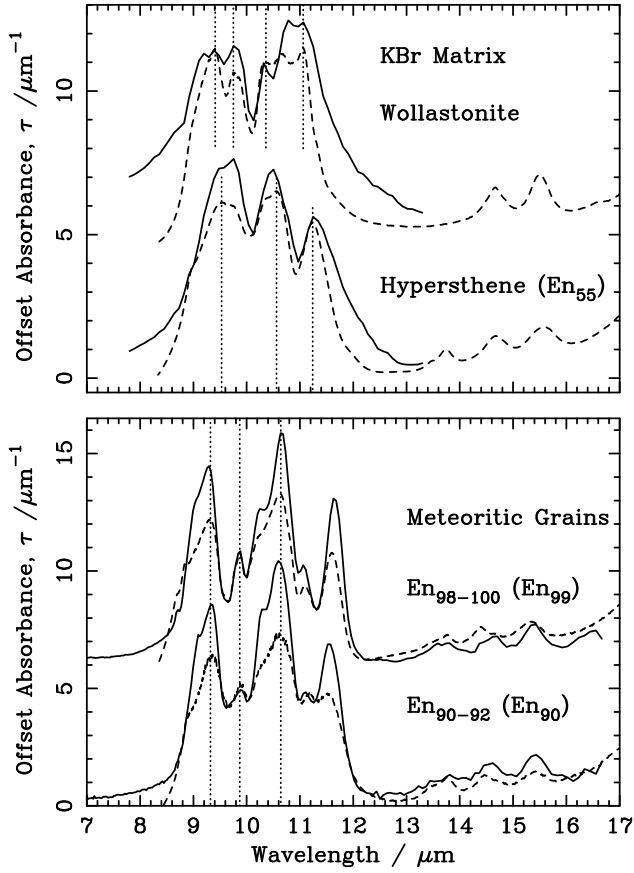 Offset Absorbance, τ /μm⁻¹
10
5
0
KBr Matrix
Wollastonite
Hypersthene (En₅₅)
Offset Absorbance, τ /μm⁻¹
15
10
5
0
Meteoritic Grains
En₉₈₋₁₀₀ (En₉₉)
En₉₀₋₉₂ (En₉₀)
7 8 9 10 11 12 13 14 15 16 17
Wavelength / μm